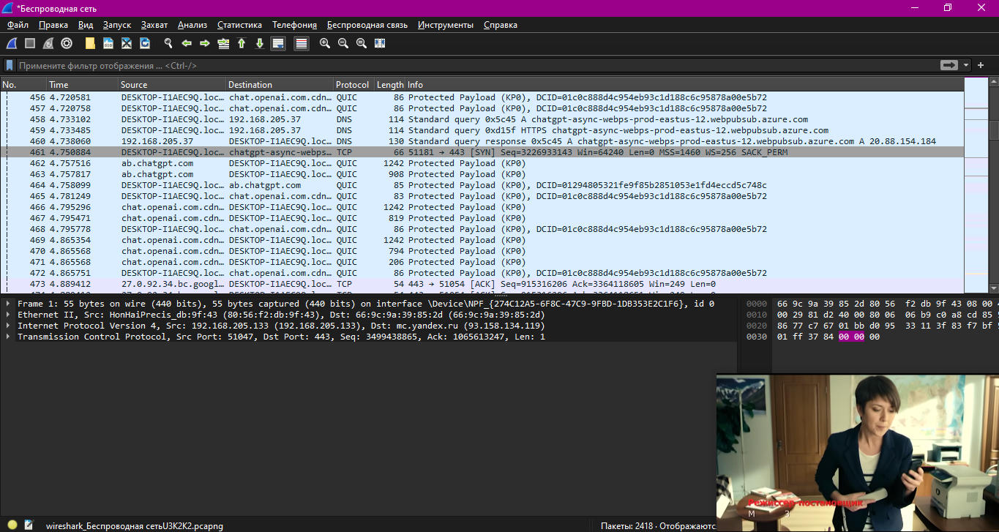 *Беспроводная сеть
Файл Правка Вид Запуск Захват Анализ Статистика Телефония Беспроводная связь Инструменты Справка
Примените фильтр отображения … <Ctrl-/>
No. Time Source Destination Protocol Length Info
456 4.720581 DESKTOP-I1AEC9Q.loc… chat.openai.com.cdn… QUIC 86 Protected Payload (KP0), DCID=01c0c888d4c954eb93c1d188c6c95878a00e5b72
457 4.720758 DESKTOP-I1AEC9Q.loc… chat.openai.com.cdn… QUIC 86 Protected Payload (KP0), DCID=01c0c888d4c954eb93c1d188c6c95878a00e5b72
458 4.733102 DESKTOP-I1AEC9Q.loc… 192.168.205.37 DNS 114 Standard query 0x5c45 A chatgpt-async-webps-prod-eastus-12.webpubsub.azure.com
459 4.733485 DESKTOP-I1AEC9Q.loc… 192.168.205.37 DNS 114 Standard query 0xd15f HTTPS chatgpt-async-webps-prod-eastus-12.webpubsub.azure.com
460 4.738060 192.168.205.37 DESKTOP-I1AEC9Q.loc… DNS 130 Standard query response 0x5c45 A chatgpt-async-webps-prod-eastus-12.webpubsub.azure.com A 20.88.154.184
461 4.750884 DESKTOP-I1AEC9Q.loc… chatgpt-async-webps… TCP 66 51181 → 443 [SYN] Seq=3226933143 Win=64240 Len=0 MSS=1460 WS=256 SACK_PERM
462 4.757516 ab.chatgpt.com DESKTOP-I1AEC9Q.loc… QUIC 1242 Protected Payload (KP0)
463 4.757817 ab.chatgpt.com DESKTOP-I1AEC9Q.loc… QUIC 908 Protected Payload (KP0)
464 4.758099 DESKTOP-I1AEC9Q.loc… ab.chatgpt.com QUIC 85 Protected Payload (KP0), DCID=01294805321fe9f85b2851053e1fd4eccd5c748c
465 4.781249 DESKTOP-I1AEC9Q.loc… chat.openai.com.cdn… QUIC 83 Protected Payload (KP0), DCID=01c0c888d4c954eb93c1d188c6c95878a00e5b72
466 4.795296 chat.openai.com.cdn… DESKTOP-I1AEC9Q.loc… QUIC 1242 Protected Payload (KP0)
467 4.795471 chat.openai.com.cdn… DESKTOP-I1AEC9Q.loc… QUIC 819 Protected Payload (KP0)
468 4.795778 DESKTOP-I1AEC9Q.loc… chat.openai.com.cdn… QUIC 86 Protected Payload (KP0), DCID=01c0c888d4c954eb93c1d188c6c95878a00e5b72
469 4.865354 chat.openai.com.cdn… DESKTOP-I1AEC9Q.loc… QUIC 1242 Protected Payload (KP0)
470 4.865568 chat.openai.com.cdn… DESKTOP-I1AEC9Q.loc… QUIC 794 Protected Payload (KP0)
471 4.865568 chat.openai.com.cdn… DESKTOP-I1AEC9Q.loc… QUIC 206 Protected Payload (KP0)
472 4.865751 DESKTOP-I1AEC9Q.loc… chat.openai.com.cdn… QUIC 86 Protected Payload (KP0), DCID=01c0c888d4c954eb93c1d188c6c95878a00e5b72
473 4.889412 27.0.92.34.bc.googl… DESKTOP-I1AEC9Q.loc… TCP 54 443 → 51054 [ACK] Seq=915316206 Ack=3364118605 Win=249 Len=0
Frame 1: 55 bytes on wire (440 bits), 55 bytes captured (440 bits) on interface \Device\NPF_{274C12A5-6F8C-47C9-9FBD-1DB353E2C1F6}, id 0
Ethernet II, Src: HonHaiPrecis_db:9f:43 (80:56:f2:db:9f:43), Dst: 66:9c:9a:39:85:2d (66:9c:9a:39:85:2d)
Internet Protocol Version 4, Src: 192.168.205.133 (192.168.205.133), Dst: mc.yandex.ru (93.158.134.119)
Transmission Control Protocol, Src Port: 51047, Dst Port: 443, Seq: 3499438865, Ack: 1065613247, Len: 1
0000 66 9c 9a 39 85 2d 80 56 f2 db 9f 43 08 00
0010 00 29 81 d2 40 00 80 06 06 b9 c0 a8 cd 85
0020 86 77 c7 67 01 bb d0 95 33 11 3f 83 f7 bf
0030 01 ff 37 84 00 00 00
Режиссер постановщик
М З
wireshark_Беспроводная сетьU3K2K2.pcapng
Пакеты: 2418 · Отображаютс